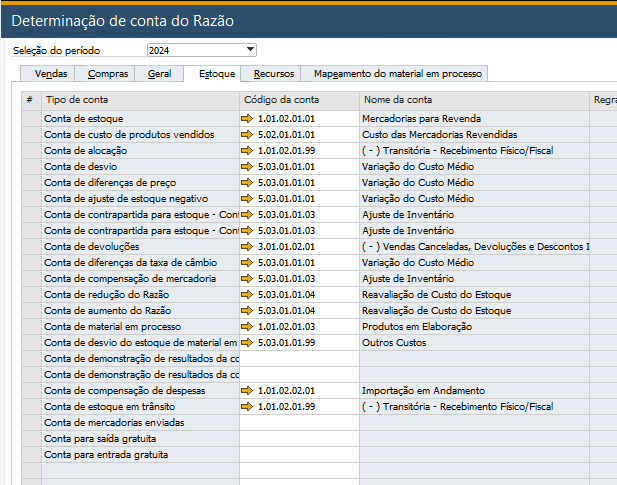 Determinação de conta do Razão
Seleção do período 2024
Vendas Compras Geral Estoque Recursos Mapeamento do material em processo
# Tipo de conta Código da conta Nome da conta Regra
Conta de estoque 1.01.02.01.01 Mercadorias para Revenda
Conta de custo de produtos vendidos 5.02.01.01.01 Custo das Mercadorias Revendidas
Conta de alocação 1.01.02.01.99 ( - ) Transitória - Recebimento Físico/Fiscal
Conta de desvio 5.03.01.01.01 Variação do Custo Médio
Conta de diferenças de preço 5.03.01.01.01 Variação do Custo Médio
Conta de ajuste de estoque negativo 5.03.01.01.01 Variação do Custo Médio
Conta de contrapartida para estoque - Cont 5.03.01.01.03 Ajuste de Inventário
Conta de contrapartida para estoque - Cont 5.03.01.01.03 Ajuste de Inventário
Conta de devoluções 3.01.01.02.01 ( - ) Vendas Canceladas, Devoluções e Descontos I
Conta de diferenças da taxa de câmbio 5.03.01.01.01 Variação do Custo Médio
Conta de compensação de mercadoria 5.03.01.01.03 Ajuste de Inventário
Conta de redução do Razão 5.03.01.01.04 Reavaliação de Custo do Estoque
Conta de aumento do Razão 5.03.01.01.04 Reavaliação de Custo do Estoque
Conta de material em processo 1.01.02.01.03 Produtos em Elaboração
Conta de desvio do estoque de material em 5.03.01.01.99 Outros Custos
Conta de demonstração de resultados da co
Conta de demonstração de resultados da co
Conta de compensação de despesas 1.01.02.02.01 Importação em Andamento
Conta de estoque em trânsito 1.01.02.01.99 ( - ) Transitória - Recebimento Físico/Fiscal
Conta de mercadorias enviadas
Conta para saída gratuita
Conta para entrada gratuita